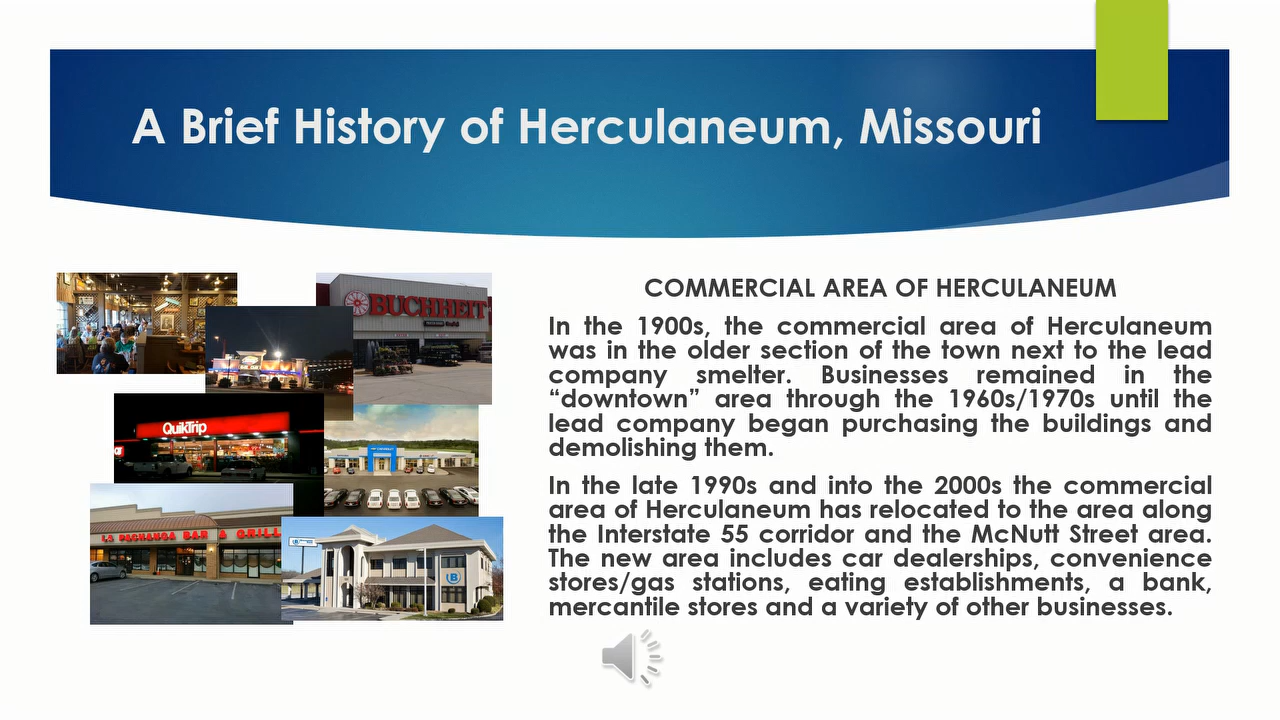 A Brief History of Herculaneum, Missouri
BUCHHEIT
QuikTrip
LA PACHANGA BAR & GRILL
B
COMMERCIAL AREA OF HERCULANEUM
In the 1900s, the commercial area of Herculaneum
was in the older section of the town next to the lead
company smelter. Businesses remained in the
“downtown” area through the 1960s/1970s until the
lead company began purchasing the buildings and
demolishing them.
In the late 1990s and into the 2000s the commercial
area of Herculaneum has relocated to the area along
the Interstate 55 corridor and the McNutt Street area.
The new area includes car dealerships, convenience
stores/gas stations, eating establishments, a bank,
mercantile stores and a variety of other businesses.